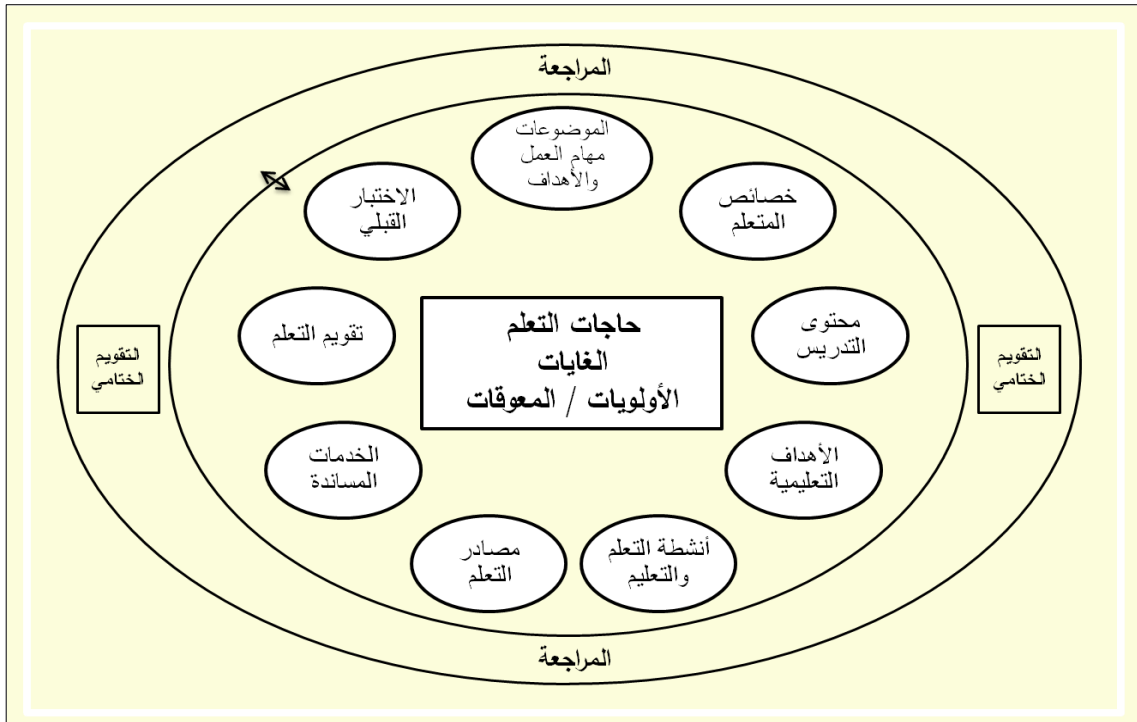 المراجعة
الموضوعات
مهام العمل
والأهداف
خصائص
المتعلم
الاختبار
القبلي
محتوى
التدريس
تقويم التعلم
حاجات التعلم
الغايات
الأولويات / المعوقات
التقويم
الختامي
التقويم
الختامي
الأهداف
التعليمية
الخدمات
المساندة
أنشطة التعلم
والتعليم
مصادر
التعلم
المراجعة